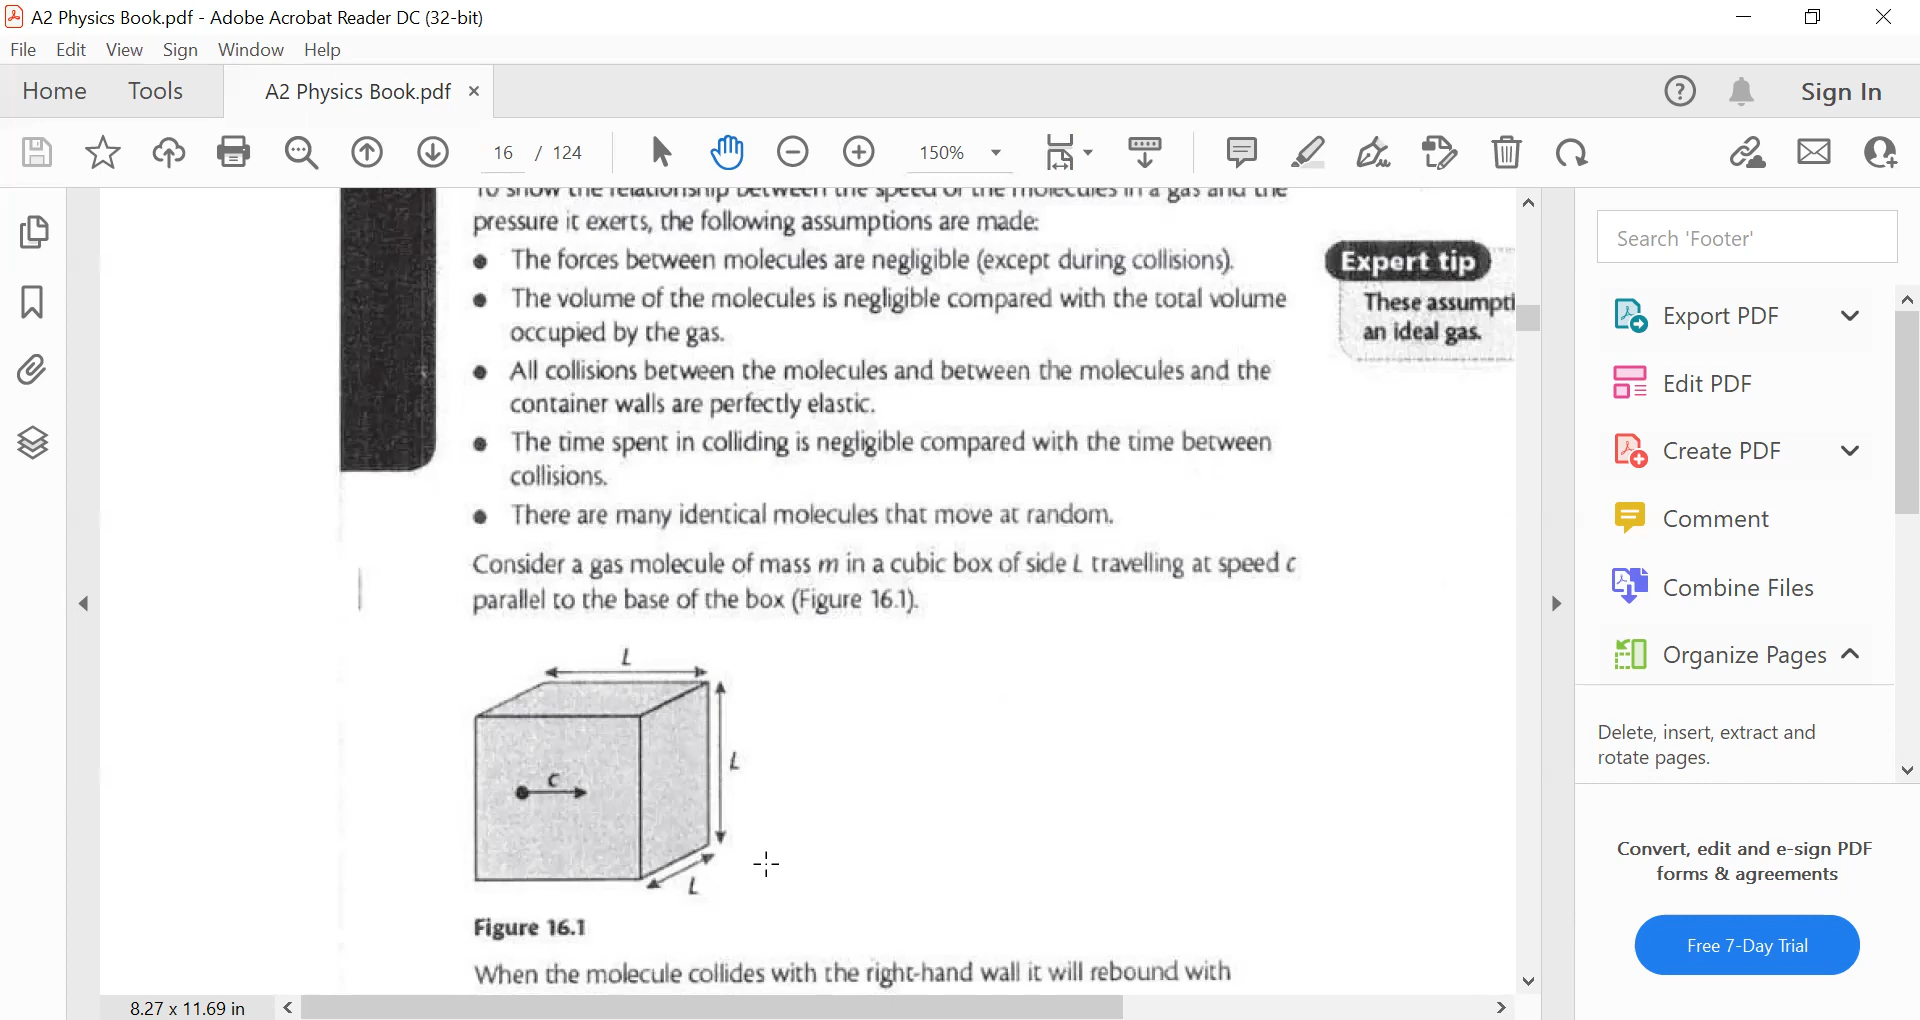 A2 Physics Book.pdf - Adobe Acrobat Reader DC (32-bit)
File Edit View Sign Window Help
Home Tools A2 Physics Book.pdf × Sign In
16 / 124 150%
To show the relationship between the speed of the molecules in a gas and the
pressure it exerts, the following assumptions are made:
● The forces between molecules are negligible (except during collisions).
● The volume of the molecules is negligible compared with the total volume
occupied by the gas.
● All collisions between the molecules and between the molecules and the
container walls are perfectly elastic.
● The time spent in colliding is negligible compared with the time between
collisions.
● There are many identical molecules that move at random.
Consider a gas molecule of mass m in a cubic box of side L travelling at speed c
parallel to the base of the box (Figure 16.1).
L
L
c
L
Figure 16.1
When the molecule collides with the right-hand wall it will rebound with
Expert tip
These assumpti
an ideal gas.
8.27 x 11.69 in
Search 'Footer'
Export PDF
Edit PDF
Create PDF
Comment
Combine Files
Organize Pages
Delete, insert, extract and
rotate pages.
Convert, edit and e-sign PDF
forms & agreements
Free 7-Day Trial